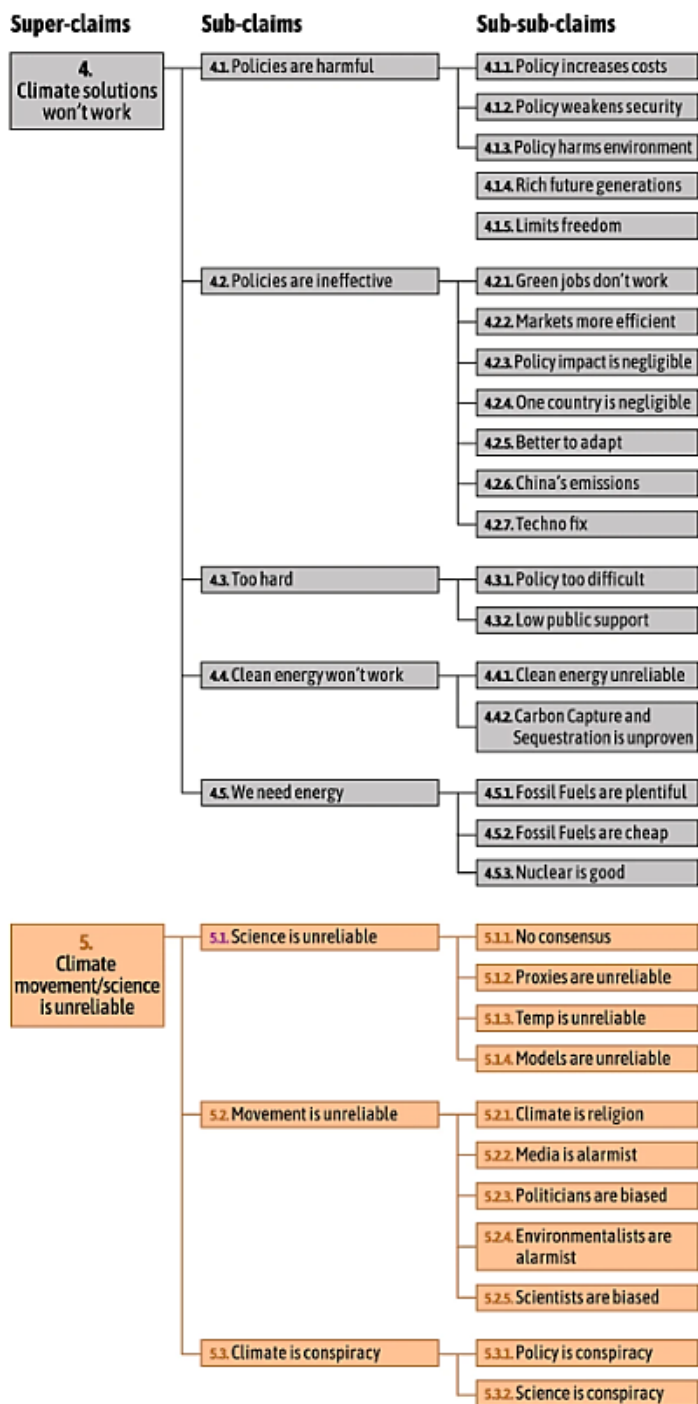 Super-claims
Sub-claims
Sub-sub-claims
4.
Climate solutions
won't work
4.1. Policies are harmful
4.1.1. Policy increases costs
4.1.2. Policy weakens security
4.1.3. Policy harms environment
4.1.4. Rich future generations
4.1.5. Limits freedom
4.2. Policies are ineffective
4.2.1. Green jobs don't work
4.2.2. Markets more efficient
4.2.3. Policy impact is negligible
4.2.4. One country is negligible
4.2.5. Better to adapt
4.2.6. China's emissions
4.2.7. Techno fix
4.3. Too hard
4.3.1. Policy too difficult
4.3.2. Low public support
4.4. Clean energy won't work
4.4.1. Clean energy unreliable
4.4.2. Carbon Capture and
Sequestration is unproven
4.5. We need energy
4.5.1. Fossil Fuels are plentiful
4.5.2. Fossil Fuels are cheap
4.5.3. Nuclear is good
5.
Climate
movement/science
is unreliable
5.1. Science is unreliable
5.1.1. No consensus
5.1.2. Proxies are unreliable
5.1.3. Temp is unreliable
5.1.4. Models are unreliable
5.2. Movement is unreliable
5.2.1. Climate is religion
5.2.2. Media is alarmist
5.2.3. Politicians are biased
5.2.4. Environmentalists are
alarmist
5.2.5. Scientists are biased
5.3. Climate is conspiracy
5.3.1. Policy is conspiracy
5.3.2. Science is conspiracy